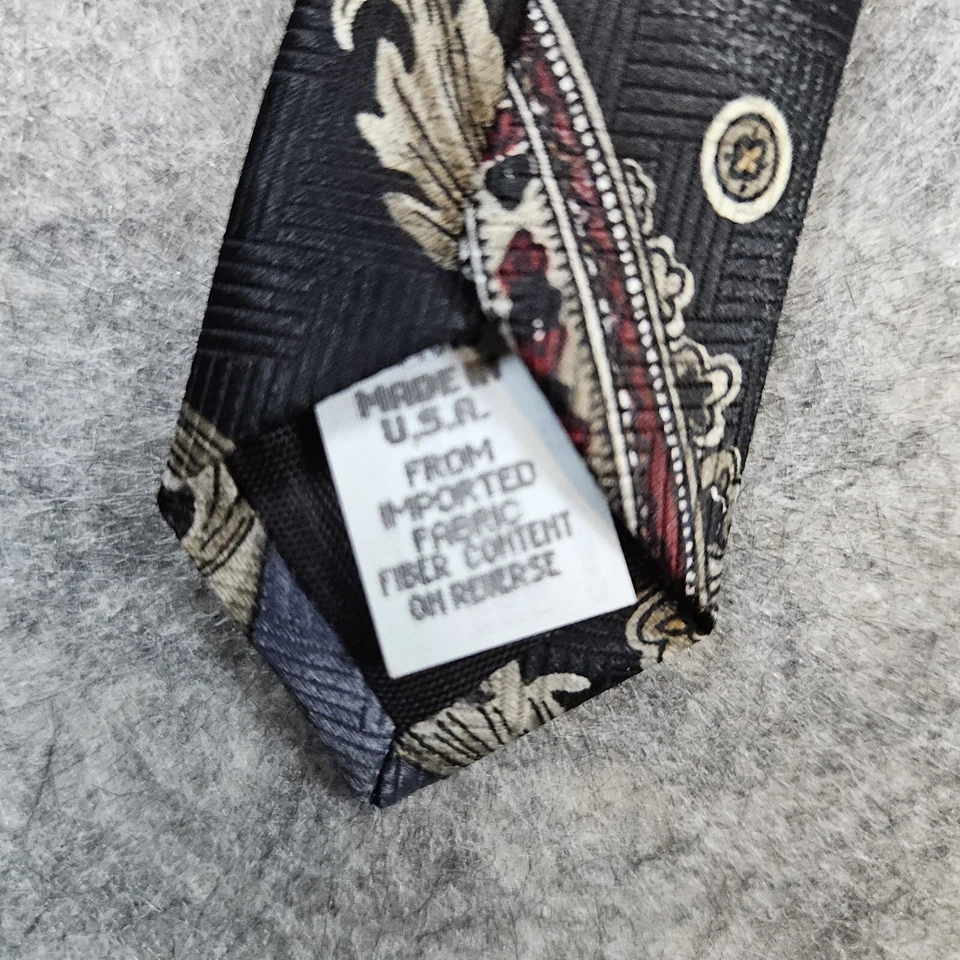 MADE IN
U.S.A.
FROM
IMPORTED
FABRIC
FIBER CONTENT
ON REVERSE